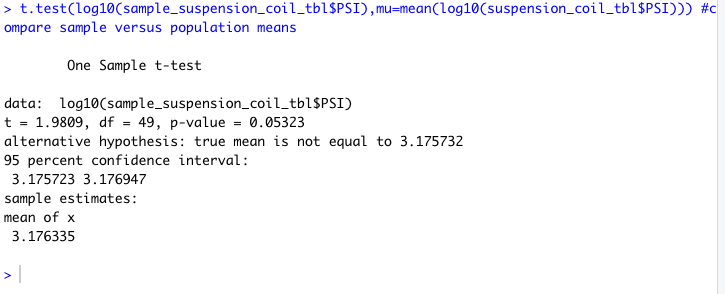 > t.test(log10(sample_suspension_coil_tbl$PSI),mu=mean(log10(suspension_coil_tbl$PSI))) #c
ompare sample versus population means
One Sample t-test
data:  log10(sample_suspension_coil_tbl$PSI)
t = 1.9809, df = 49, p-value = 0.05323
alternative hypothesis: true mean is not equal to 3.175732
95 percent confidence interval:
3.175723 3.176947
sample estimates:
mean of x
3.176335
>